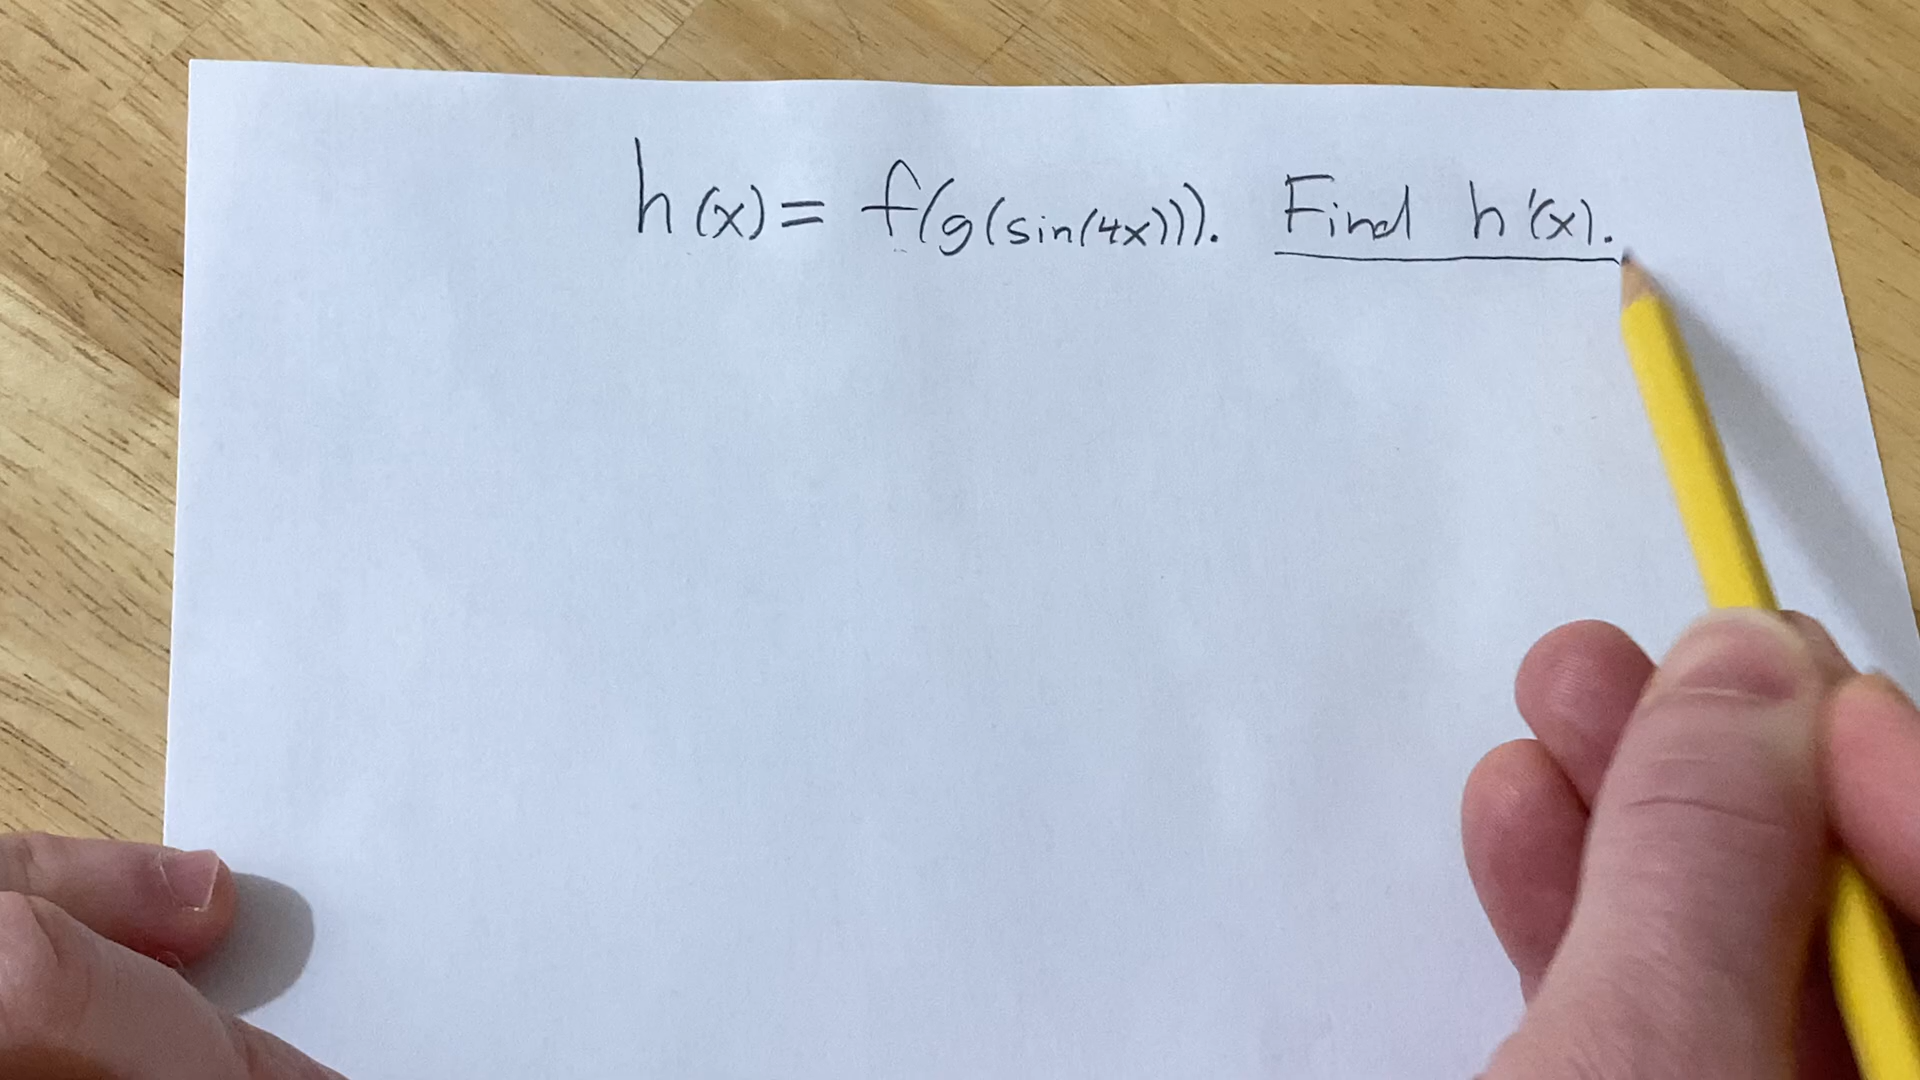 h(x) = f(g(sin(4x))). Find h'(x).